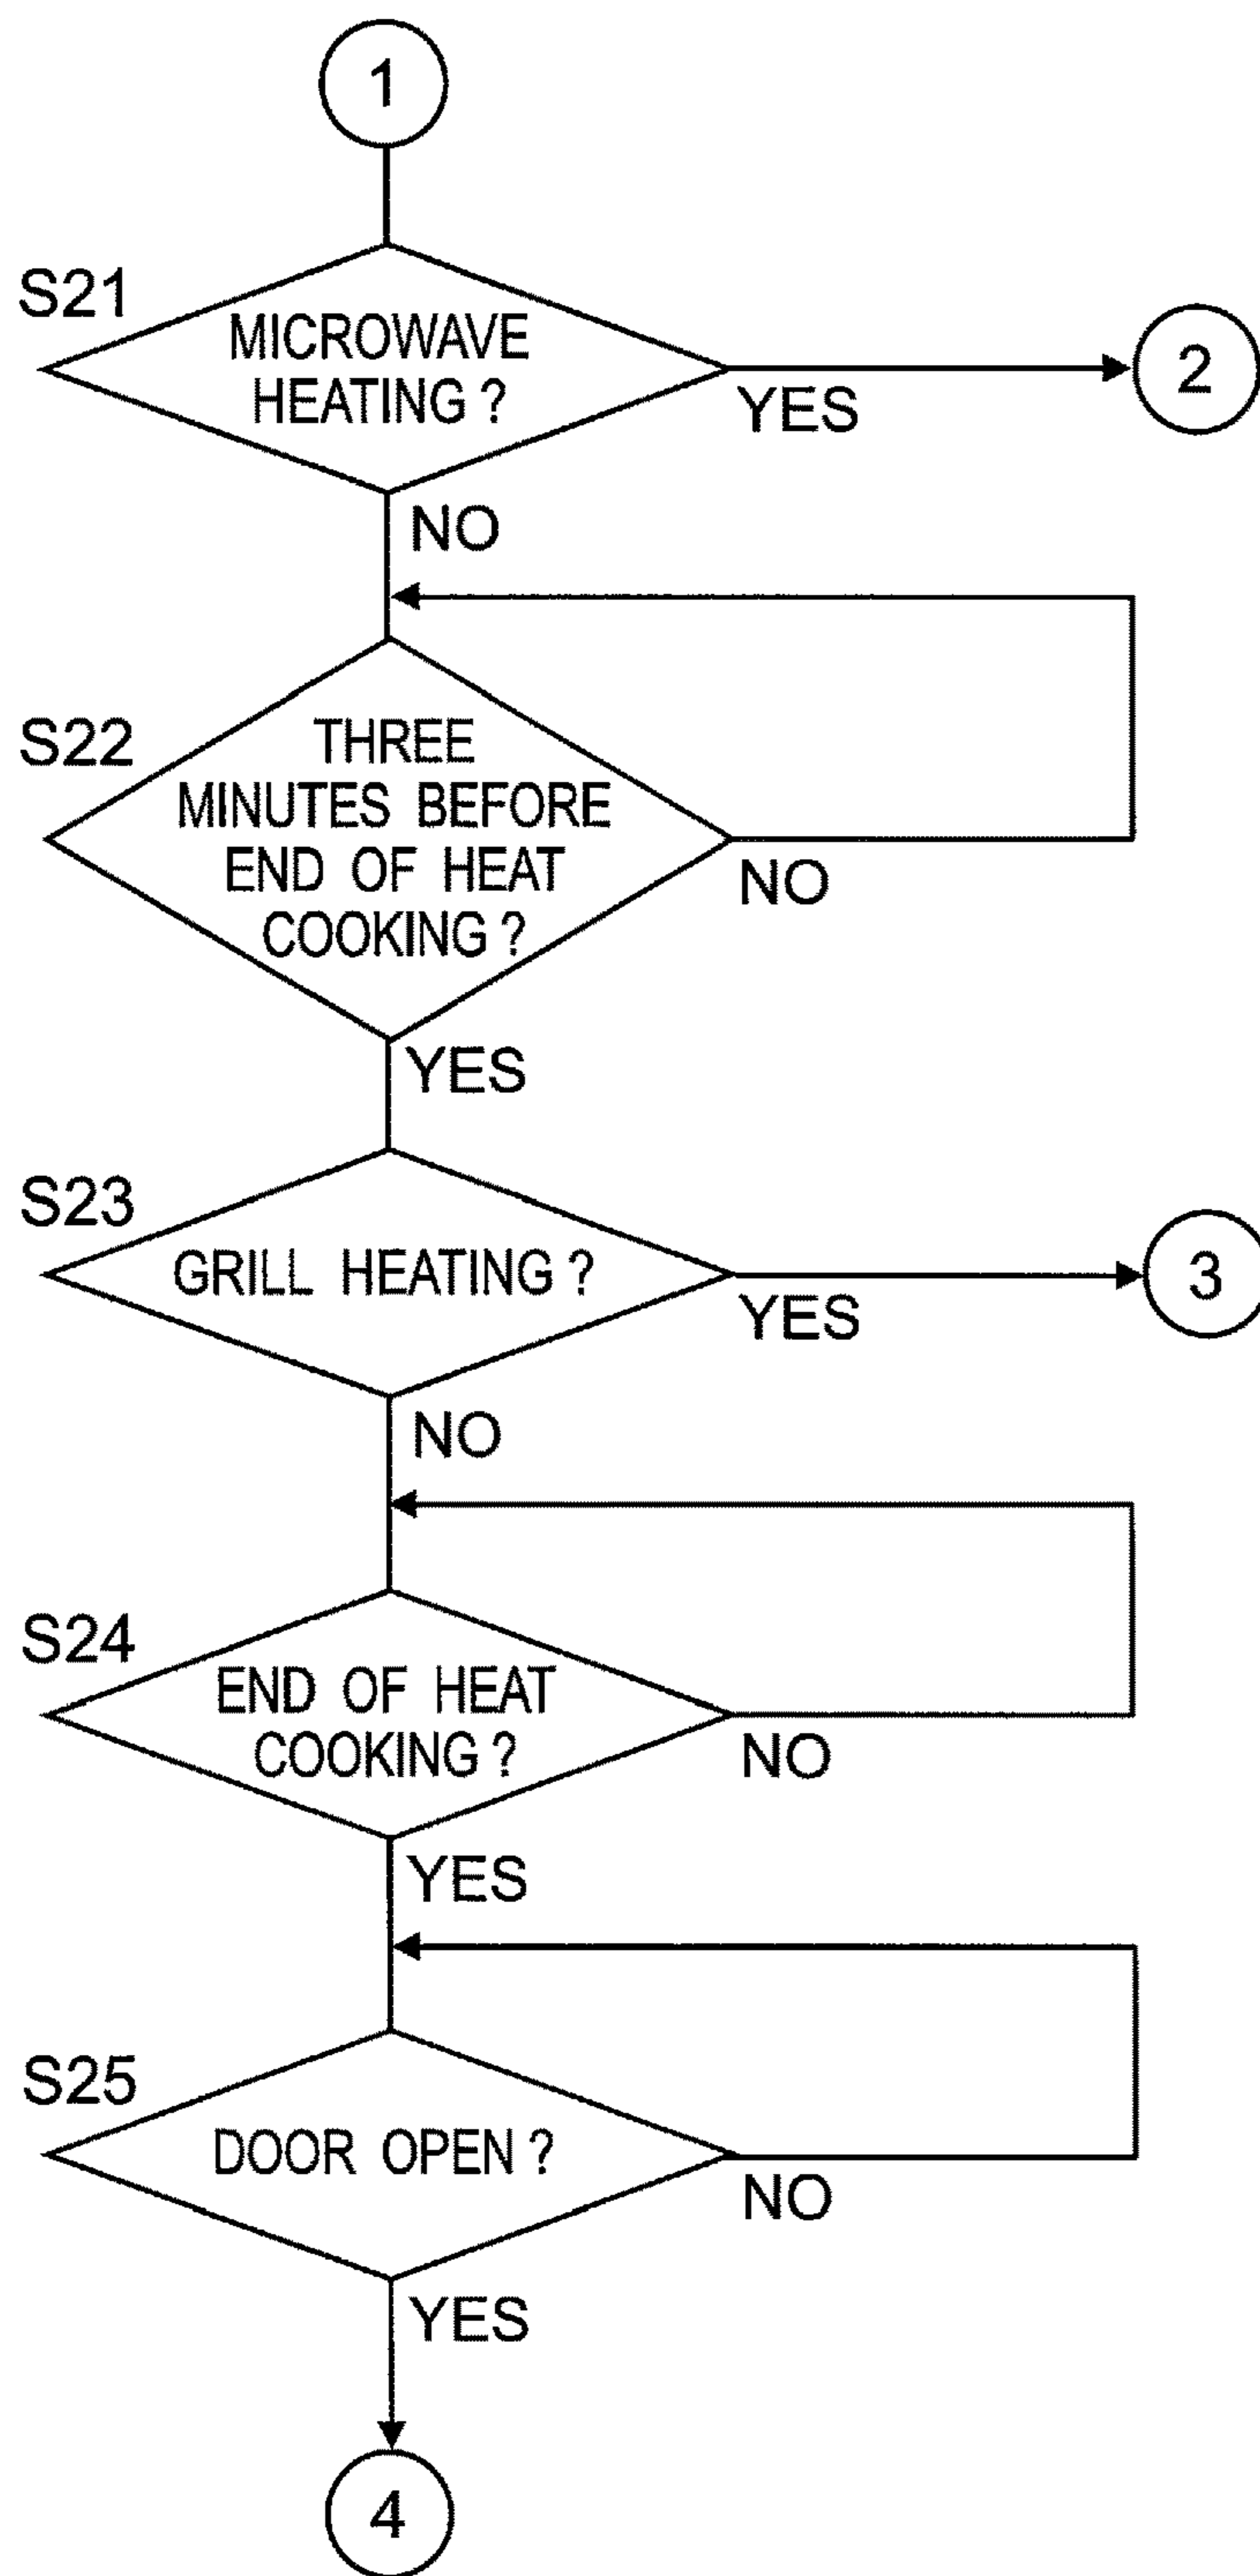 1
S21
MICROWAVE
HEATING ?
YES
2
NO
S22
THREE
MINUTES BEFORE
END OF HEAT
COOKING ?
NO
YES
S23
GRILL HEATING ?
YES
3
NO
S24
END OF HEAT
COOKING ?
NO
YES
S25
DOOR OPEN ?
NO
YES
4